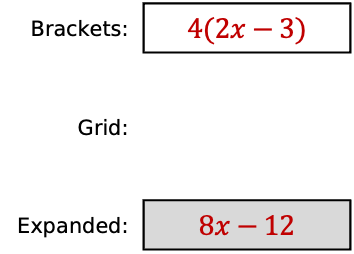 Brackets: 4(2x − 3)
Grid:
Expanded: 8x − 12